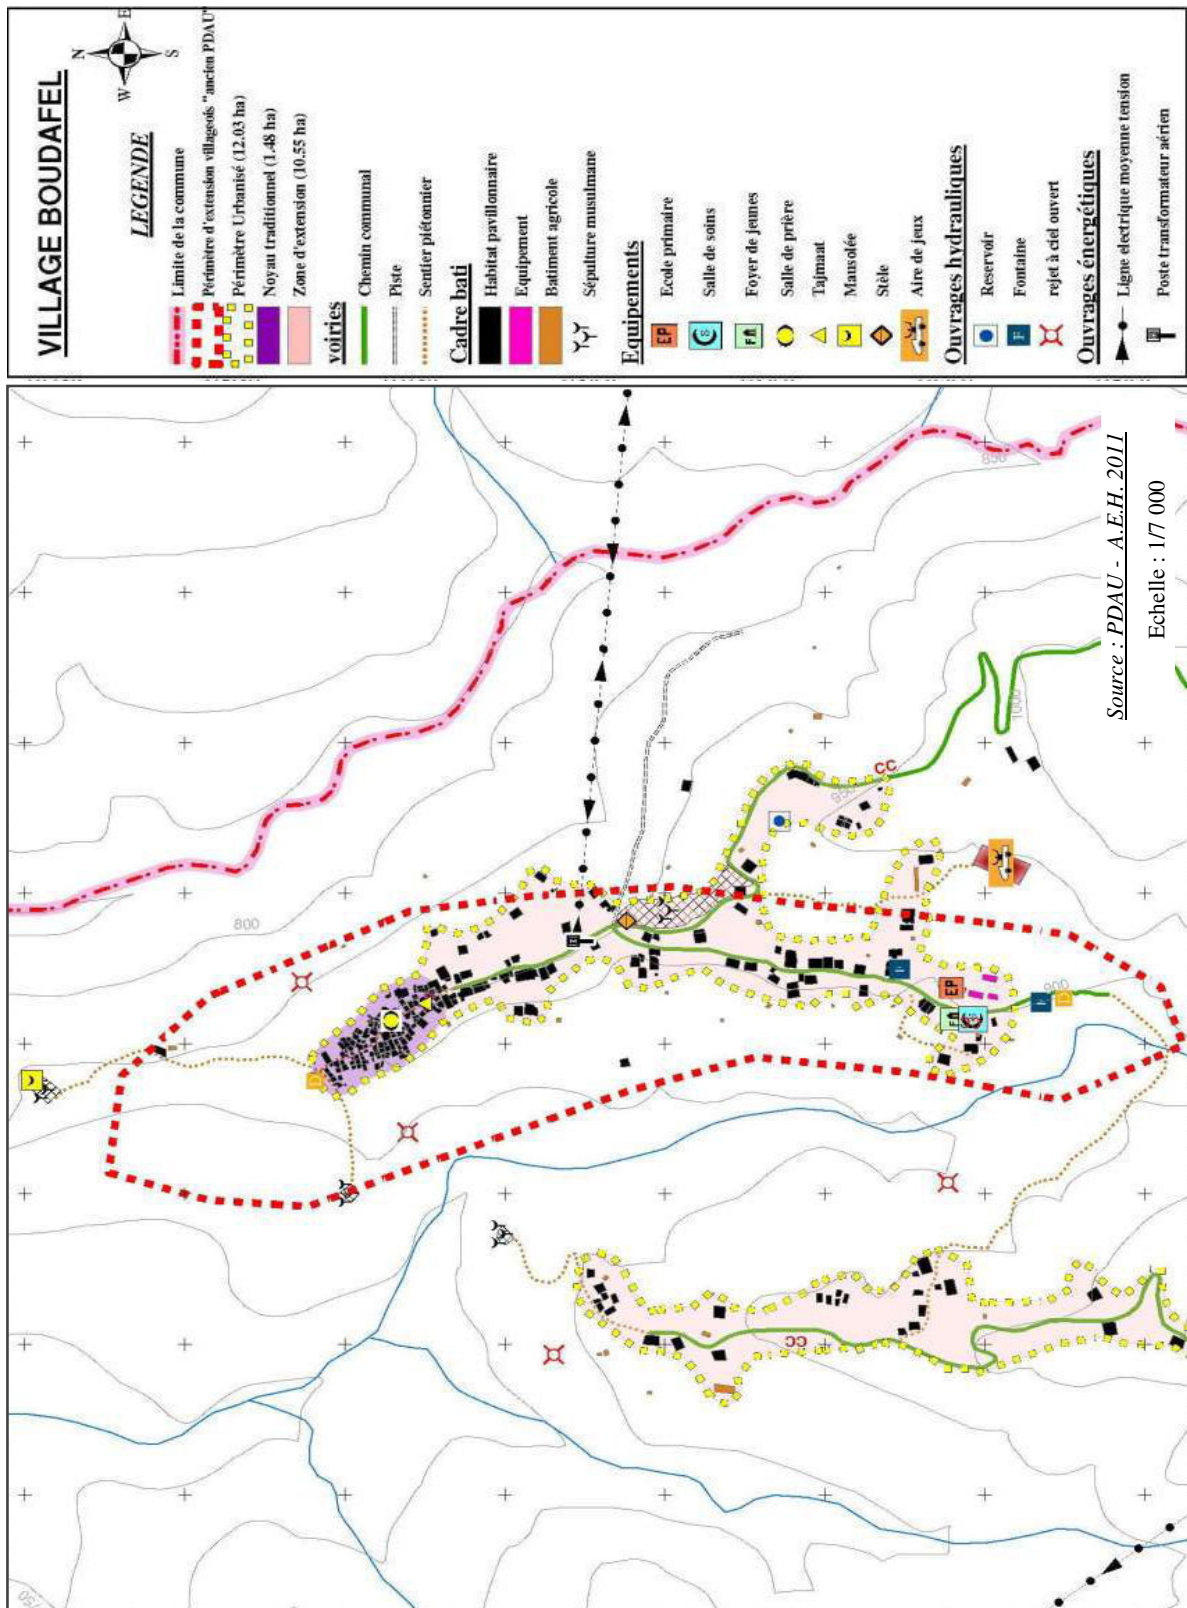 VILLAGE BOUDAFEL
N
E
S
W
LEGENDE
Limite de la commune
Périmètre d'extension villageois "ancien PDAU"
Périmètre Urbanisé (12.03 ha)
Noyau traditionnel (1.48 ha)
Zone d'extension (10.55 ha)
voiries
Chemin communal
Piste
Sentier piétonnier
Cadre bati
Habitat pavillonnaire
Equipement
Batiment agricole
Sépulture musulmane
Equipements
EP Ecole primaire
S Salle de soins
Foyer de jeunes
Salle de prière
Tajmaat
Mausolée
Stèle
Aire de jeux
Ouvrages hydrauliques
Reservoir
F Fontaine
rejet à ciel ouvert
Ouvrages énergétiques
Ligne electrique moyenne tension
Poste transformateur aérien
800
850
950
1000
CC
EP
D
D
900
CC
750
Source : PDAU - A.E.H. 2011
Echelle : 1/7 000